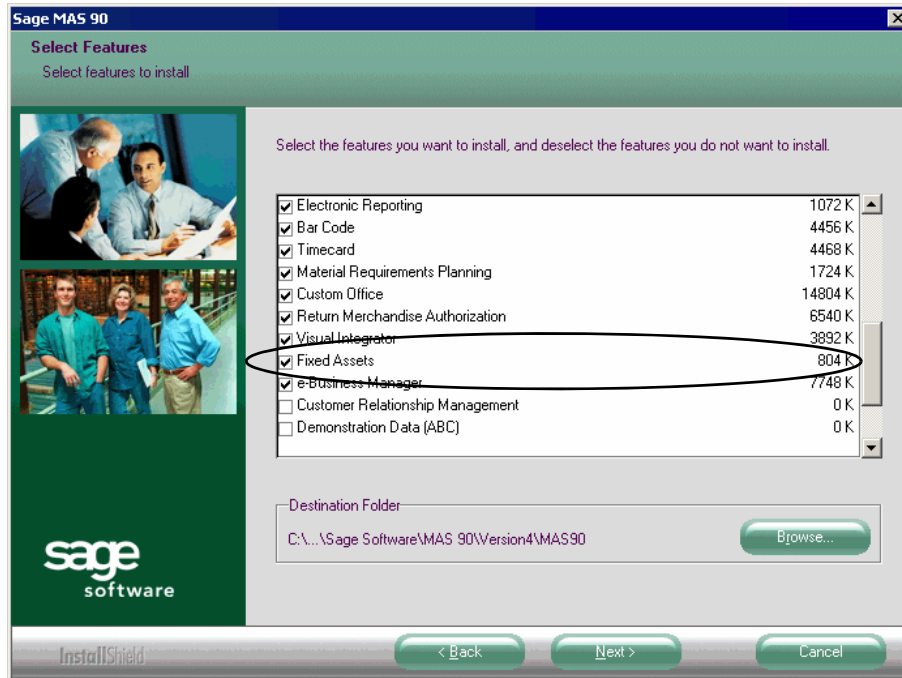 Sage MAS 90
Select Features
Select features to install
Select the features you want to install, and deselect the features you do not want to install.
Electronic Reporting 1072 K
Bar Code 4456 K
Timecard 4468 K
Material Requirements Planning 1724 K
Custom Office 14804 K
Return Merchandise Authorization 6540 K
Visual Integrator 3892 K
Fixed Assets 804 K
e-Business Manager 7748 K
Customer Relationship Management 0 K
Demonstration Data (ABC) 0 K
Destination Folder
C:\...\Sage Software\MAS 90\Version4\MAS90
Browse...
sage
software
InstallShield
< Back
Next >
Cancel